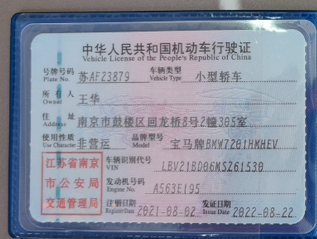 中华人民共和国机动车行驶证
Vehicle License of the People's Republic of China
号牌号码 苏AF23879 车辆类型 小型轿车
Plate No. Vehicle Type
所有人 王华
Owner
住址 南京市鼓楼区回龙桥8号2幢305室
Address
使用性质 非营运 品牌型号 宝马牌BMW7201HMHEV
Use Character Model
江苏省南京
市公安局
交通管理局
车辆识别代号 LBV21BD06MSZ61530
VIN
发动机号码 A563E195
Engine No.
注册日期 2021-08-02 发证日期 2022-08-22
Register Date Issue Date